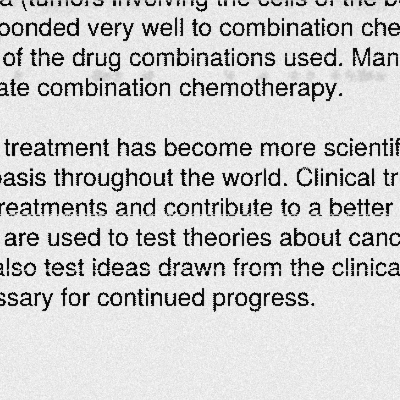 a (tumors involving the cells of the b
ponded very well to combination che
of the drug combinations used. Man
ate combination chemotherapy.
treatment has become more scientif
basis throughout the world. Clinical tr
reatments and contribute to a better
are used to test theories about canc
also test ideas drawn from the clinica
ssary for continued progress.